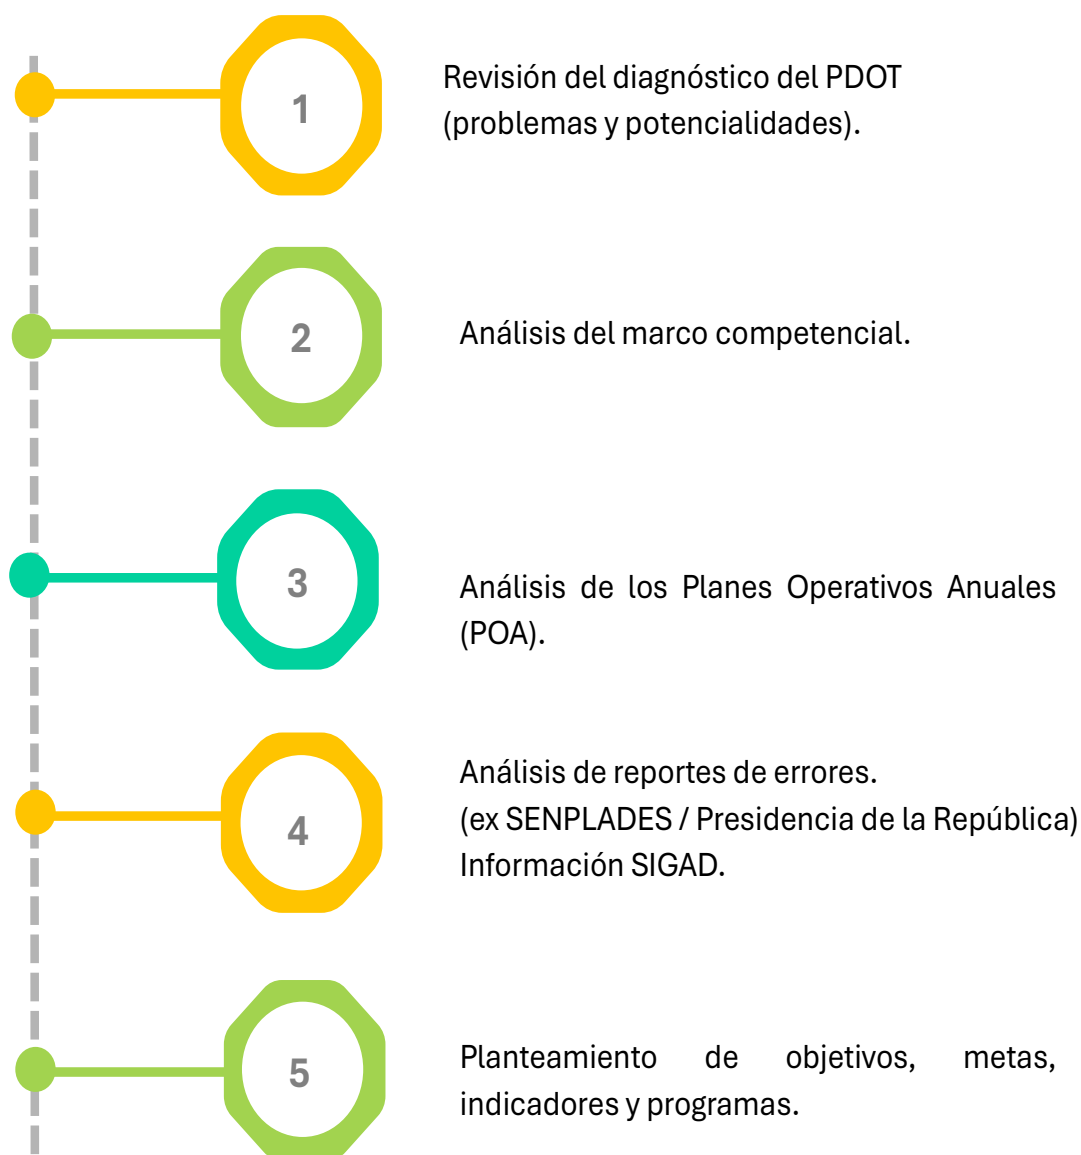 1
Revisión del diagnóstico del PDOT
(problemas y potencialidades).
2
Análisis del marco competencial.
3
Análisis de los Planes Operativos Anuales
(POA).
4
Análisis de reportes de errores.
(ex SENPLADES / Presidencia de la República)
Información SIGAD.
5
Planteamiento de objetivos, metas,
indicadores y programas.